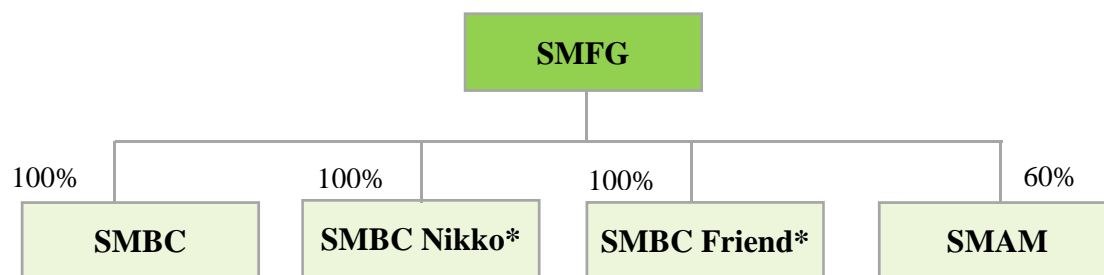 SMFG
100%
100%
100%
60%
SMBC
SMBC Nikko*
SMBC Friend*
SMAM